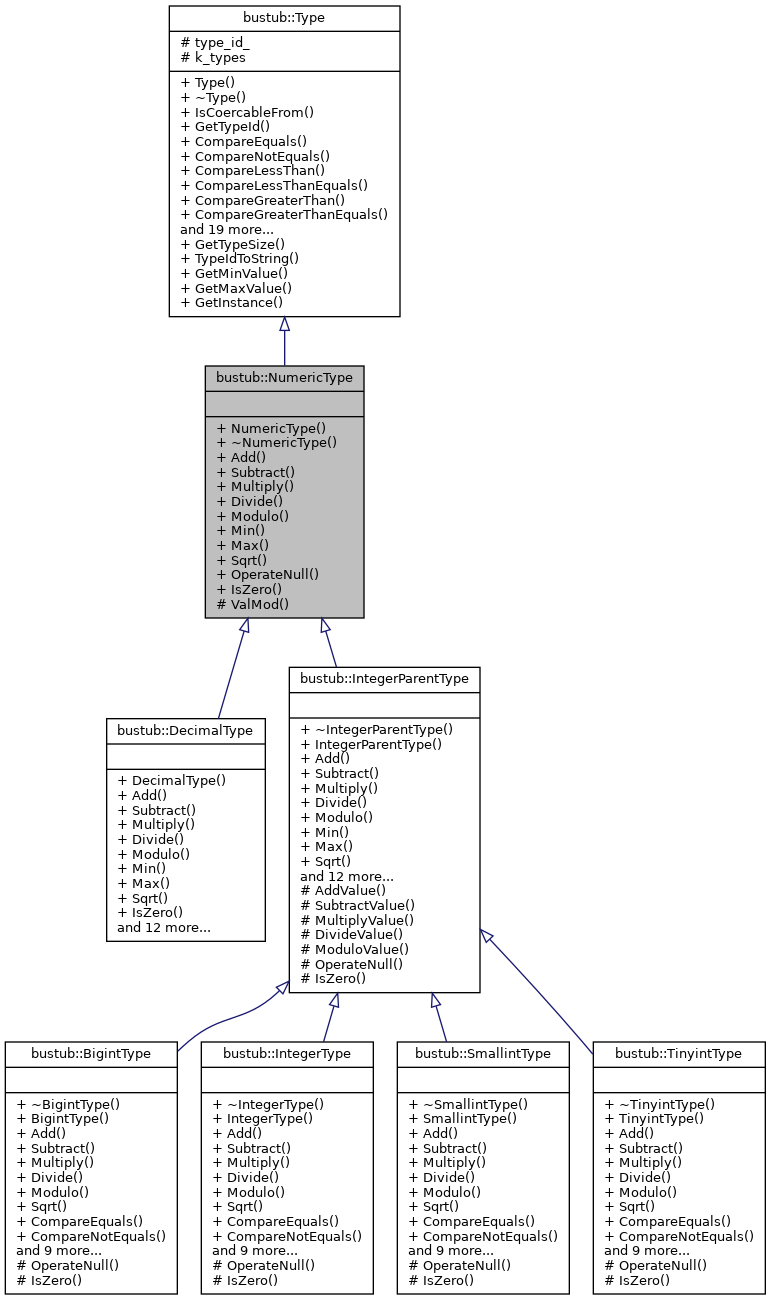 bustub::Type
# type_id_
# k_types
+ Type()
+ ~Type()
+ IsCoercableFrom()
+ GetTypeId()
+ CompareEquals()
+ CompareNotEquals()
+ CompareLessThan()
+ CompareLessThanEquals()
+ CompareGreaterThan()
+ CompareGreaterThanEquals()
and 19 more...
+ GetTypeSize()
+ TypeIdToString()
+ GetMinValue()
+ GetMaxValue()
+ GetInstance()
bustub::NumericType
+ NumericType()
+ ~NumericType()
+ Add()
+ Subtract()
+ Multiply()
+ Divide()
+ Modulo()
+ Min()
+ Max()
+ Sqrt()
+ OperateNull()
+ IsZero()
# ValMod()
bustub::DecimalType
+ DecimalType()
+ Add()
+ Subtract()
+ Multiply()
+ Divide()
+ Modulo()
+ Min()
+ Max()
+ Sqrt()
+ IsZero()
and 12 more...
bustub::IntegerParentType
+ ~IntegerParentType()
+ IntegerParentType()
+ Add()
+ Subtract()
+ Multiply()
+ Divide()
+ Modulo()
+ Min()
+ Max()
+ Sqrt()
and 12 more...
# AddValue()
# SubtractValue()
# MultiplyValue()
# DivideValue()
# ModuloValue()
# OperateNull()
# IsZero()
bustub::BigintType
+ ~BigintType()
+ BigintType()
+ Add()
+ Subtract()
+ Multiply()
+ Divide()
+ Modulo()
+ Sqrt()
+ CompareEquals()
+ CompareNotEquals()
and 9 more...
# OperateNull()
# IsZero()
bustub::IntegerType
+ ~IntegerType()
+ IntegerType()
+ Add()
+ Subtract()
+ Multiply()
+ Divide()
+ Modulo()
+ Sqrt()
+ CompareEquals()
+ CompareNotEquals()
and 9 more...
# OperateNull()
# IsZero()
bustub::SmallintType
+ ~SmallintType()
+ SmallintType()
+ Add()
+ Subtract()
+ Multiply()
+ Divide()
+ Modulo()
+ Sqrt()
+ CompareEquals()
+ CompareNotEquals()
and 9 more...
# OperateNull()
# IsZero()
bustub::TinyintType
+ ~TinyintType()
+ TinyintType()
+ Add()
+ Subtract()
+ Multiply()
+ Divide()
+ Modulo()
+ Sqrt()
+ CompareEquals()
+ CompareNotEquals()
and 9 more...
# OperateNull()
# IsZero()